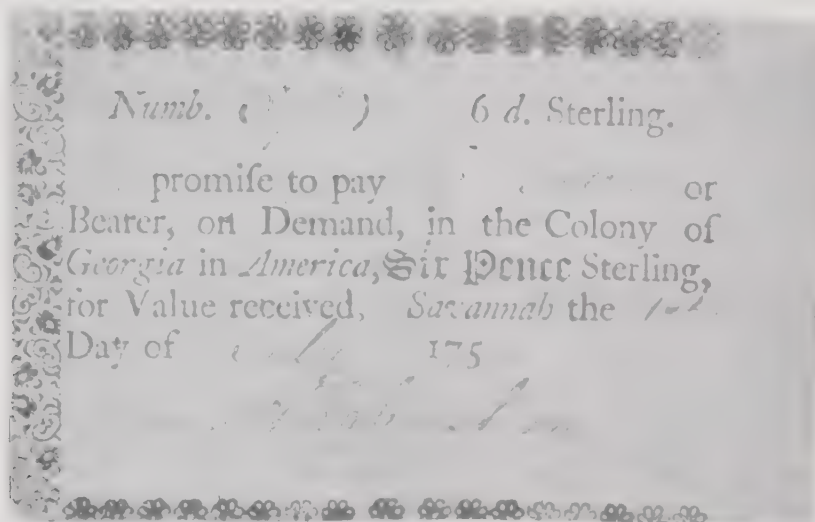 Numb. ( ) 6 d. Sterling.
promiſe to pay or
Bearer, on Demand, in the Colony of
Georgia in America, Six Pence Sterling,
for Value received, Savannah the
Day of 175